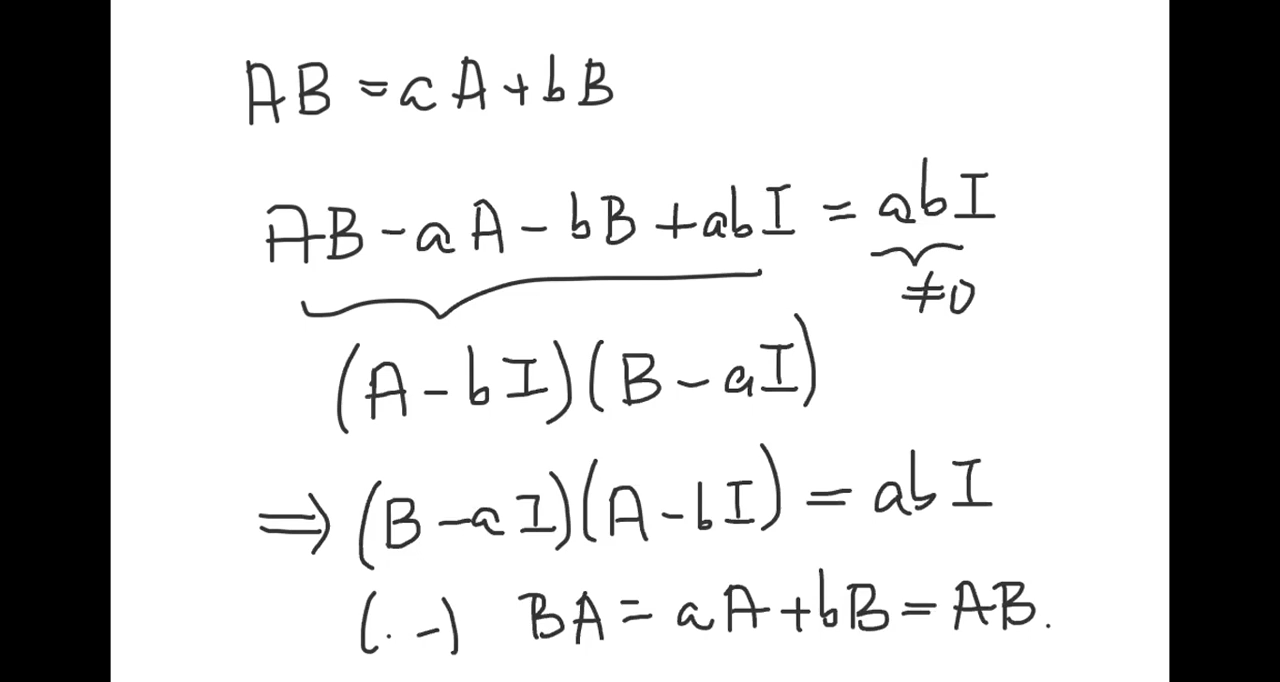 AB = aA + bB
AB - aA - bB + abI = abI
≠0
(A - bI)(B - aI)
⇒ (B - aI)(A - bI) = abI
(. -) BA = aA + bB = AB.